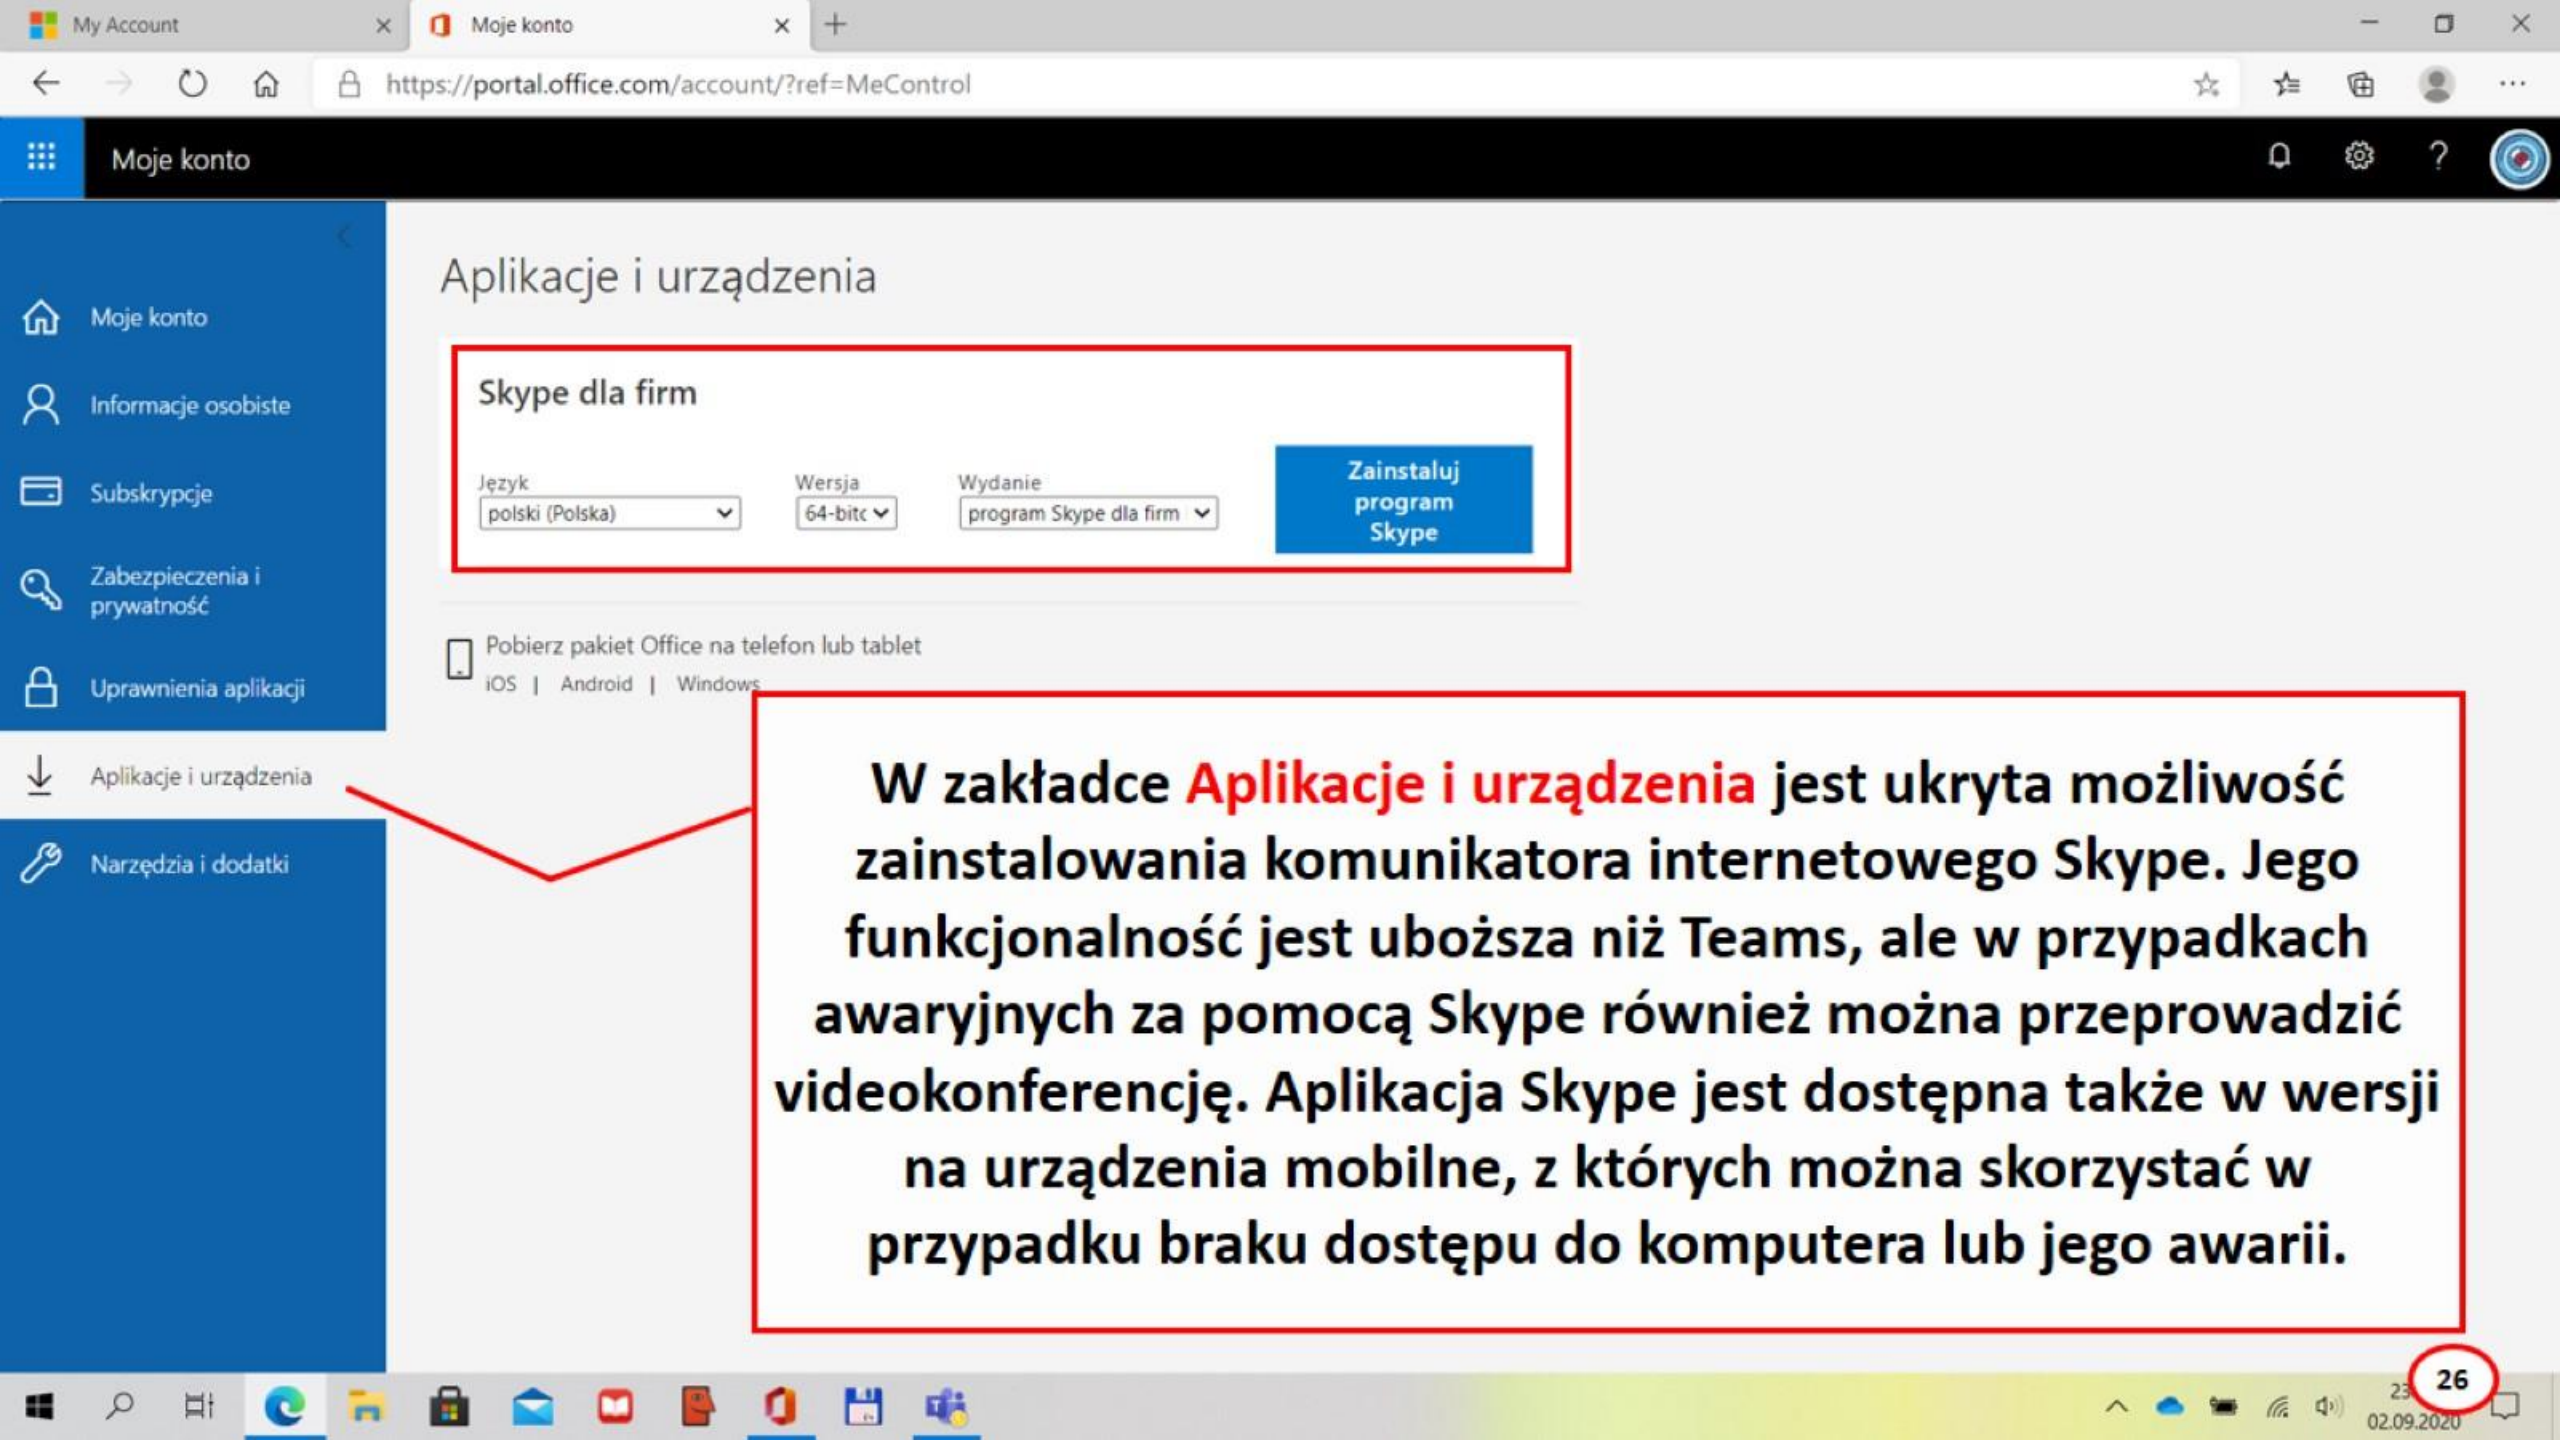 My Account
Moje konto
https://portal.office.com/account/?ref=MeControl
Moje konto
?
Moje konto
Informacje osobiste
Subskrypcje
Zabezpieczenia i
prywatność
Uprawnienia aplikacji
Aplikacje i urządzenia
Narzędzia i dodatki
Aplikacje i urządzenia
Skype dla firm
Język
polski (Polska)
Wersja
64-bitc
Wydanie
program Skype dla firm
Zainstaluj
program
Skype
Pobierz pakiet Office na telefon lub tablet
iOS | Android | Windows
W zakładce Aplikacje i urządzenia jest ukryta możliwość
zainstalowania komunikatora internetowego Skype. Jego
funkcjonalność jest uboższa niż Teams, ale w przypadkach
awaryjnych za pomocą Skype również można przeprowadzić
videokonferencję. Aplikacja Skype jest dostępna także w wersji
na urządzenia mobilne, z których można skorzystać w
przypadku braku dostępu do komputera lub jego awarii.
26
02.09.2020